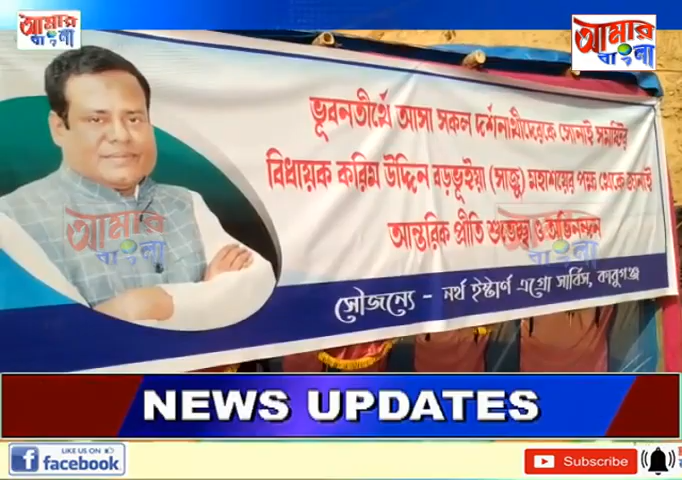 আমার
বাংলা
আমার
বাংলা
ভূবনতীর্থে আসা সকল দর্শনার্থীদেরকে সোনাই সমষ্টির
বিধায়ক করিম উদ্দিন বড়ভূইয়া (সাজু) মহাশয়ের পক্ষ থেকে জানাই
আন্তরিক প্রীতি শুভেচ্ছা ও অভিনন্দন
আমার
বাংলা
সৌজন্যে - নর্থ ইষ্টার্ণ এগ্রো সার্বিস, কাবুগঞ্জ
NEWS UPDATES
LIKE US ON
facebook
Subscribe